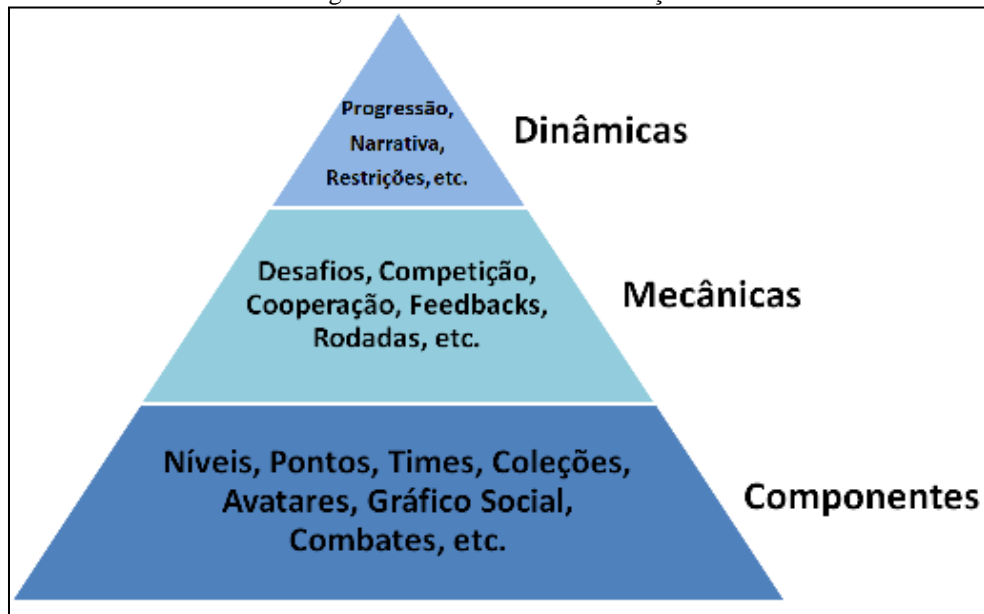 Progressão,
Narrativa,
Restrições, etc.
Dinâmicas
Desafios, Competição,
Cooperação, Feedbacks,
Rodadas, etc.
Mecânicas
Níveis, Pontos, Times, Coleções,
Avatares, Gráfico Social,
Combates, etc.
Componentes